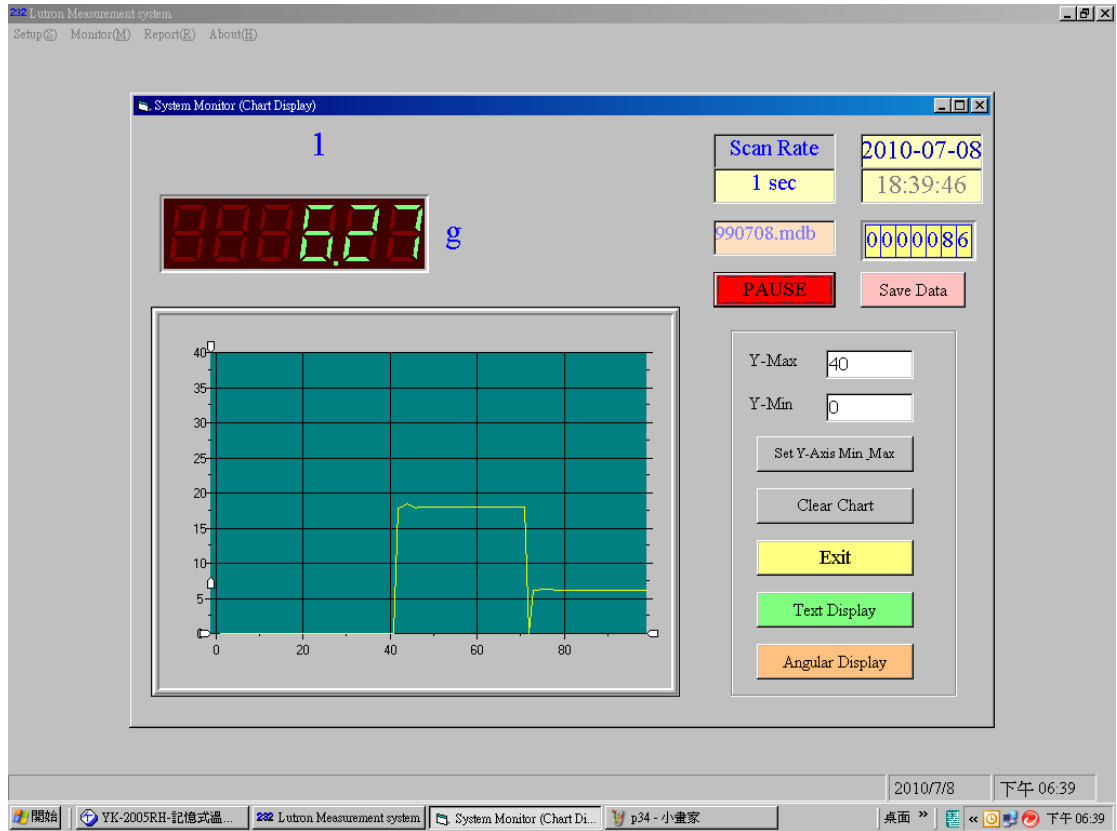 232 Lutron Measurement system
Setup(S) Monitor(M) Report(R) About(H)
System Monitor (Chart Display)
1
Scan Rate
2010-07-08
1 sec
18:39:46
6.27
g
990708.mdb
0000086
PAUSE
Save Data
40
35
30
25
20
15
10
5
0
0 20 40 60 80
Y-Max 40
Y-Min 0
Set Y-Axis Min_Max
Clear Chart
Exit
Text Display
Angular Display
2010/7/8 下午 06:39
開始 YK-2005RH-記憶式溫... 232 Lutron Measurement system System Monitor (Chart Di... p34 - 小畫家 桌面 » « 下午 06:39